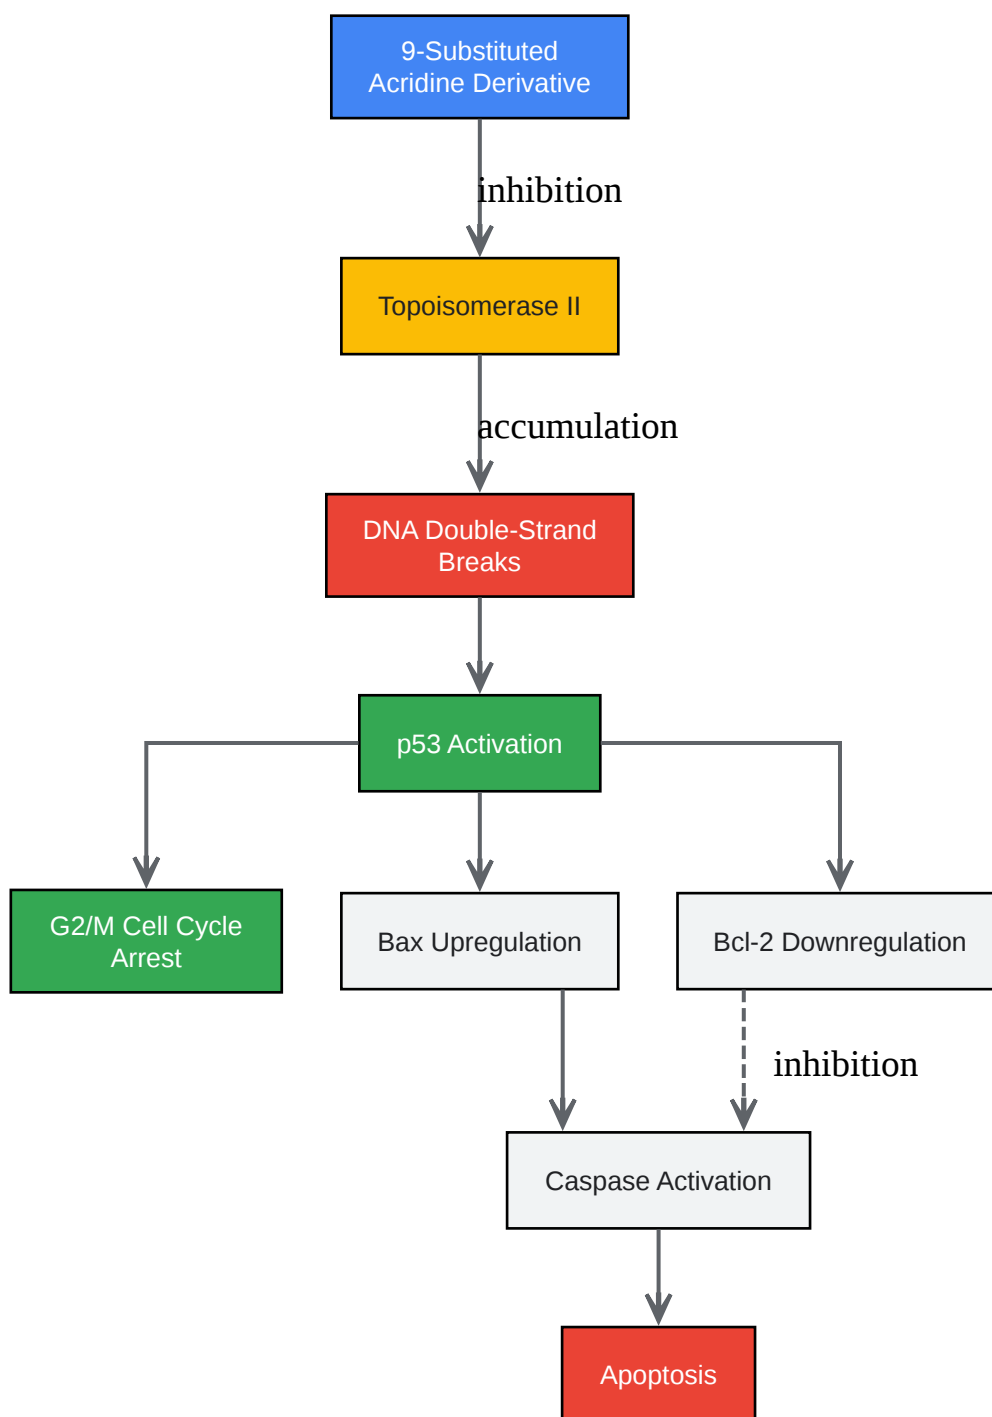 9-Substituted
Acridine Derivative
inhibition
Topoisomerase II
accumulation
DNA Double-Strand
Breaks
p53 Activation
G2/M Cell Cycle
Arrest
Bax Upregulation
Bcl-2 Downregulation
inhibition
Caspase Activation
Apoptosis